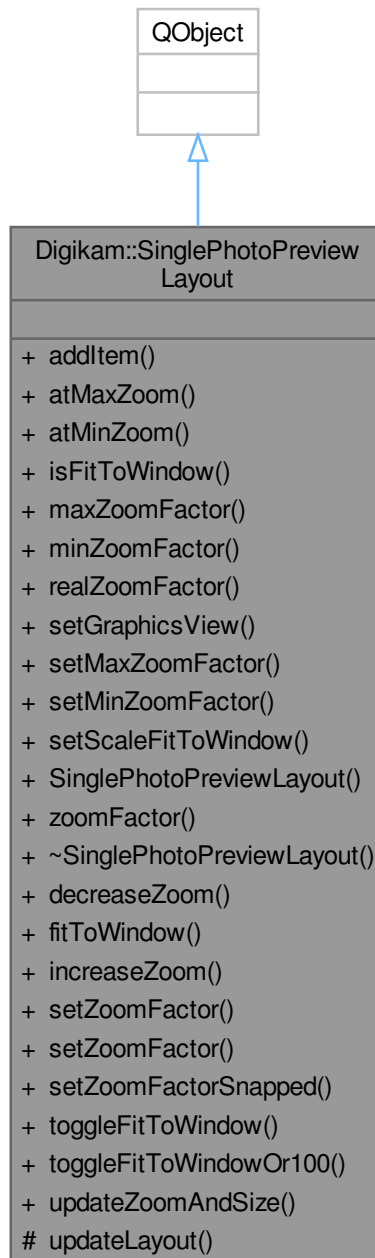 QObject
Digikam::SinglePhotoPreview
Layout
+ addItem()
+ atMaxZoom()
+ atMinZoom()
+ isFitToWindow()
+ maxZoomFactor()
+ minZoomFactor()
+ realZoomFactor()
+ setGraphicsView()
+ setMaxZoomFactor()
+ setMinZoomFactor()
+ setScaleFitToWindow()
+ SinglePhotoPreviewLayout()
+ zoomFactor()
+ ~SinglePhotoPreviewLayout()
+ decreaseZoom()
+ fitToWindow()
+ increaseZoom()
+ setZoomFactor()
+ setZoomFactor()
+ setZoomFactorSnapped()
+ toggleFitToWindow()
+ toggleFitToWindowOr100()
+ updateZoomAndSize()
# updateLayout()